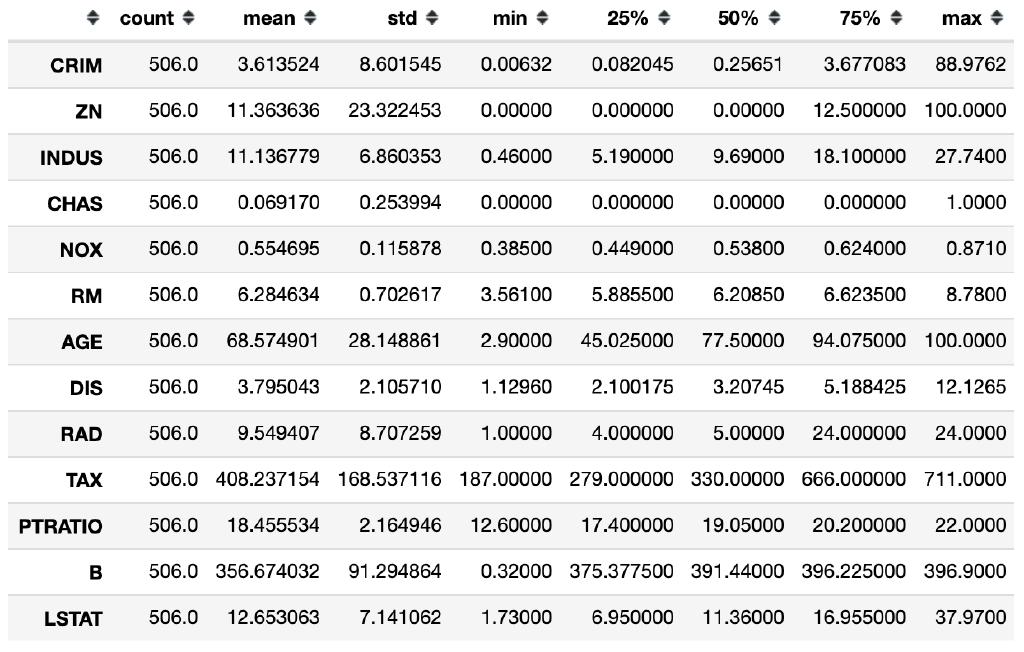 count mean std min 25% 50% 75% max
CRIM 506.0 3.613524 8.601545 0.00632 0.082045 0.25651 3.677083 88.9762
ZN 506.0 11.363636 23.322453 0.00000 0.000000 0.00000 12.500000 100.0000
INDUS 506.0 11.136779 6.860353 0.46000 5.190000 9.69000 18.100000 27.7400
CHAS 506.0 0.069170 0.253994 0.00000 0.000000 0.00000 0.000000 1.0000
NOX 506.0 0.554695 0.115878 0.38500 0.449000 0.53800 0.624000 0.8710
RM 506.0 6.284634 0.702617 3.56100 5.885500 6.20850 6.623500 8.7800
AGE 506.0 68.574901 28.148861 2.90000 45.025000 77.50000 94.075000 100.0000
DIS 506.0 3.795043 2.105710 1.12960 2.100175 3.20745 5.188425 12.1265
RAD 506.0 9.549407 8.707259 1.00000 4.000000 5.00000 24.000000 24.0000
TAX 506.0 408.237154 168.537116 187.00000 279.000000 330.00000 666.000000 711.0000
PTRATIO 506.0 18.455534 2.164946 12.60000 17.400000 19.05000 20.200000 22.0000
B 506.0 356.674032 91.294864 0.32000 375.377500 391.44000 396.225000 396.9000
LSTAT 506.0 12.653063 7.141062 1.73000 6.950000 11.36000 16.955000 37.9700